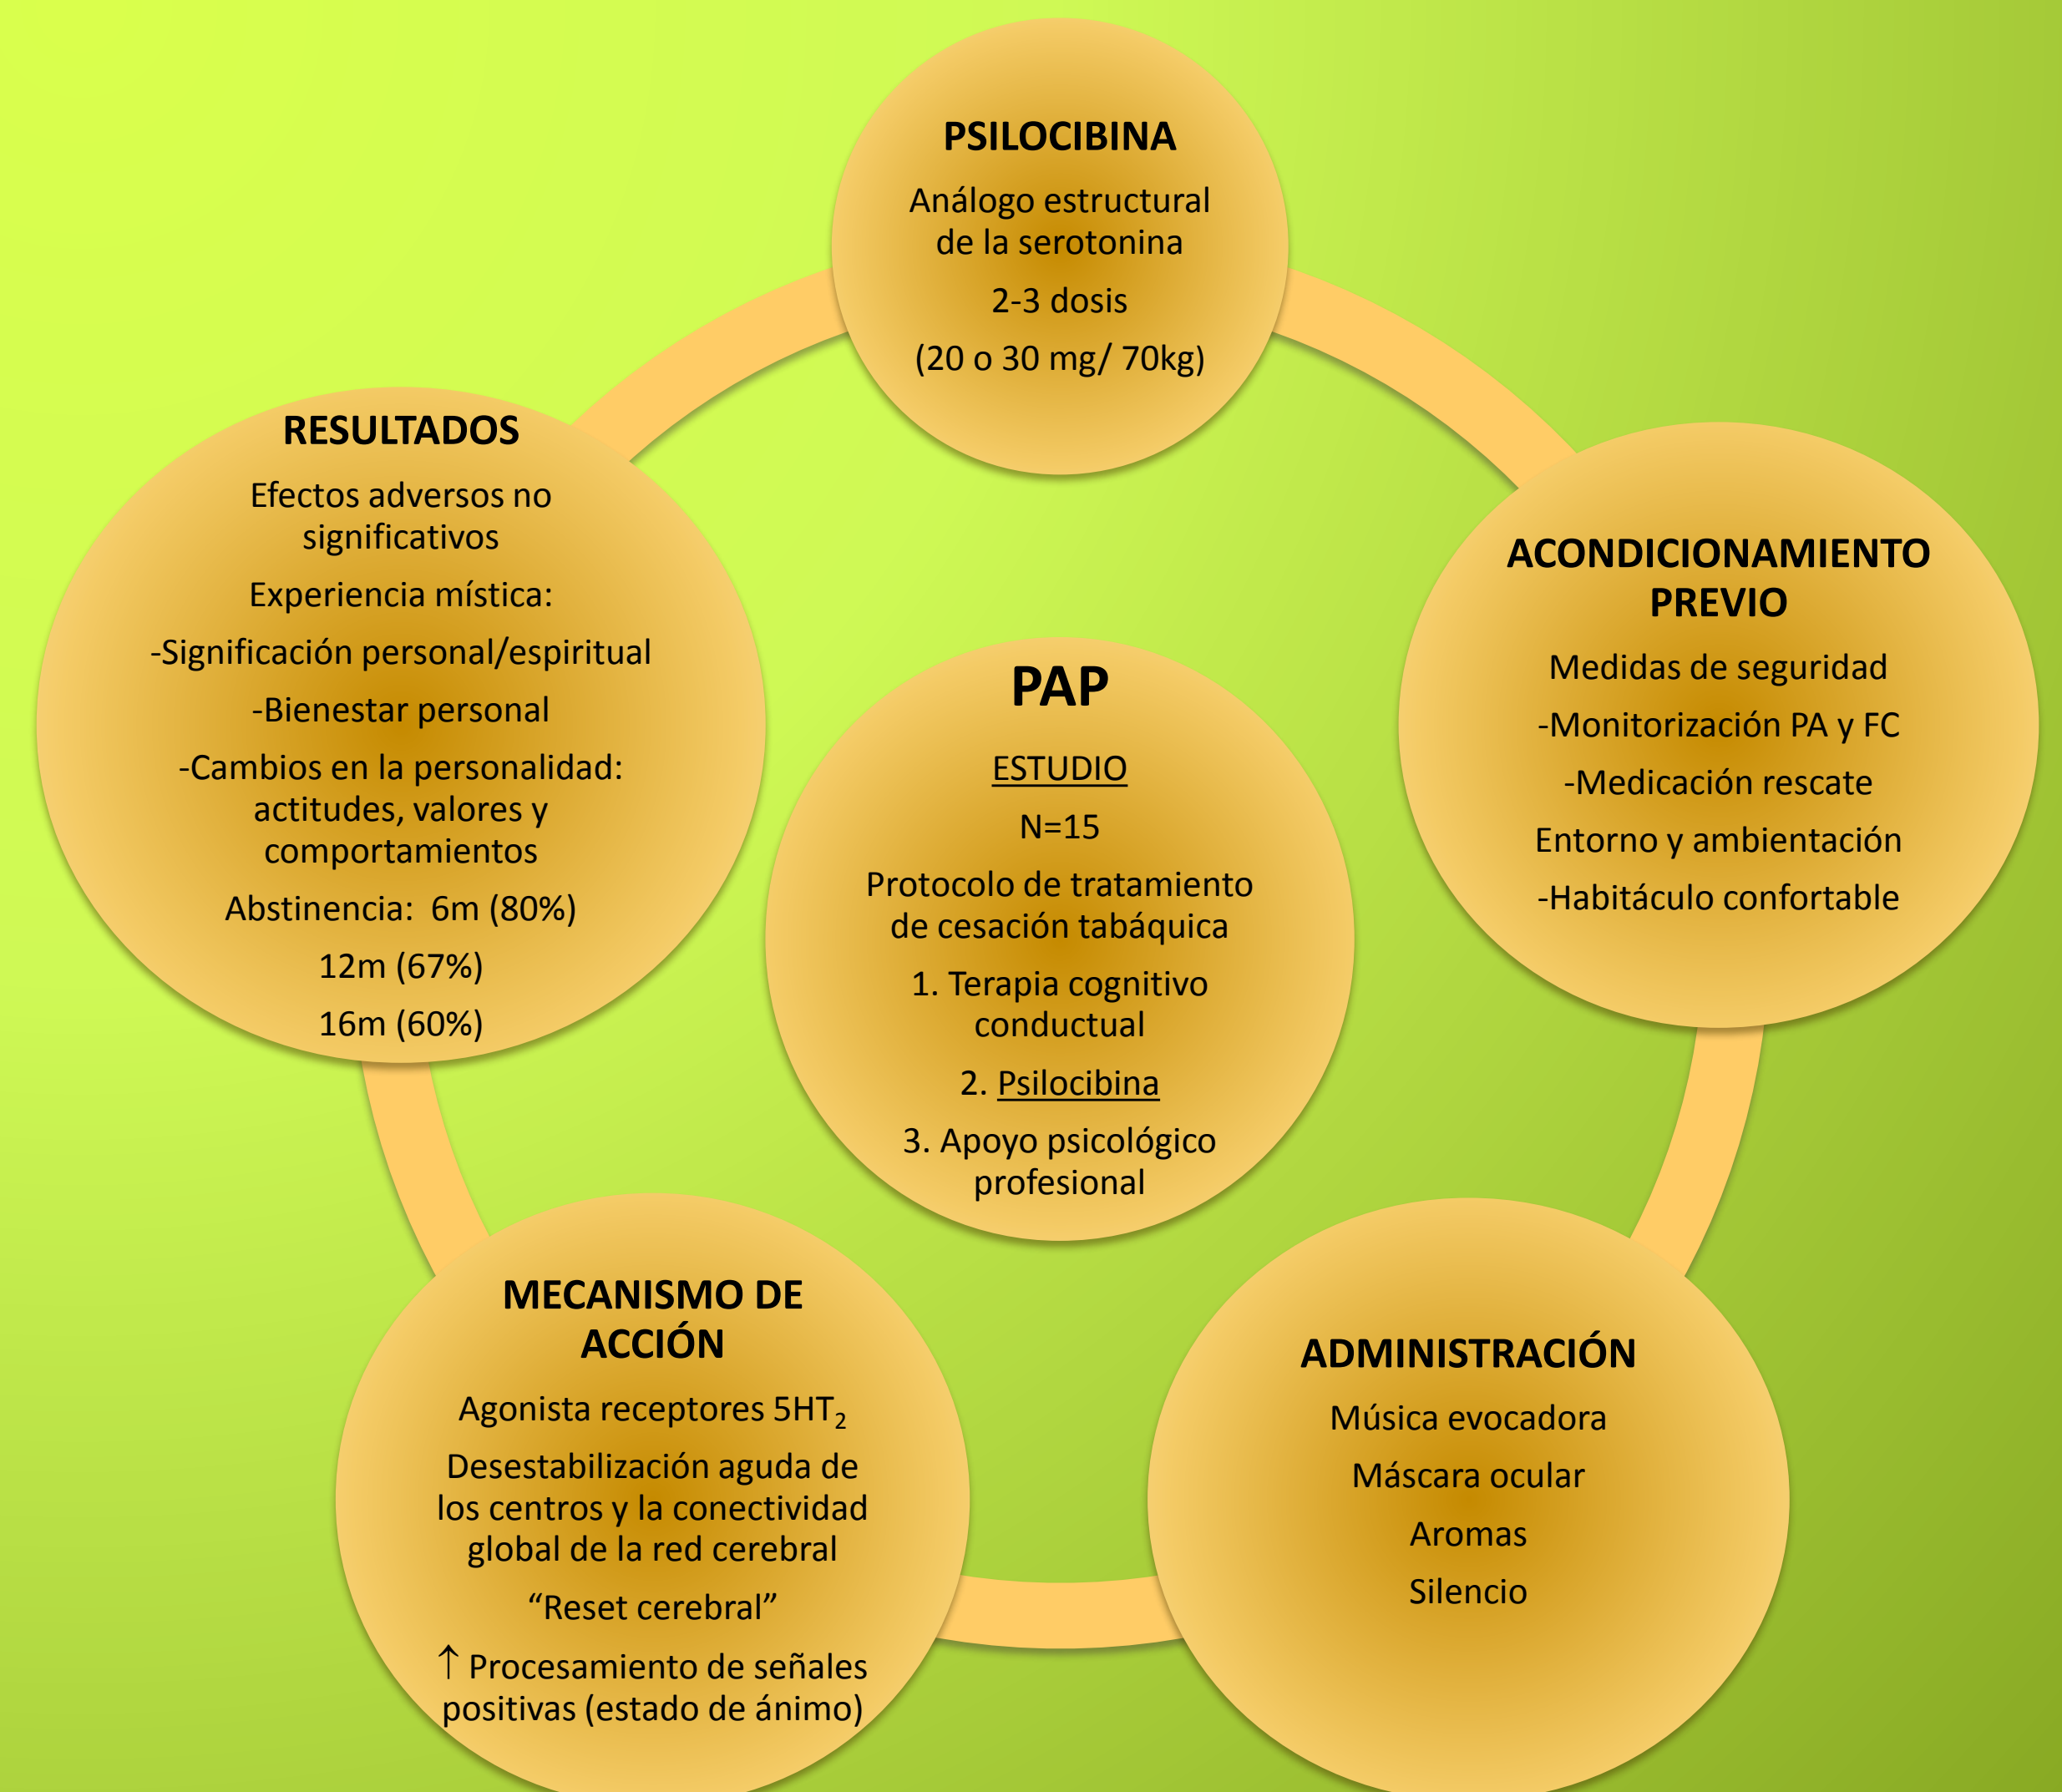 PSILOCIBINA
Análogo estructural
de la serotonina
2-3 dosis
(20 o 30 mg/ 70kg)
ACONDICIONAMIENTO
PREVIO
Medidas de seguridad
-Monitorización PA y FC
-Medicación rescate
Entorno y ambientación
-Habitáculo confortable
ADMINISTRACIÓN
Música evocadora
Máscara ocular
Aromas
Silencio
MECANISMO DE
ACCIÓN
Agonista receptores 5HT₂
Desestabilización aguda de
los centros y la conectividad
global de la red cerebral
“Reset cerebral”
↑ Procesamiento de señales
positivas (estado de ánimo)
RESULTADOS
Efectos adversos no
significativos
Experiencia mística:
-Significación personal/espiritual
-Bienestar personal
-Cambios en la personalidad:
actitudes, valores y
comportamientos
Abstinencia: 6m (80%)
12m (67%)
16m (60%)
PAP
ESTUDIO
N=15
Protocolo de tratamiento
de cesación tabáquica
1. Terapia cognitivo
conductual
2. Psilocibina
3. Apoyo psicológico
profesional